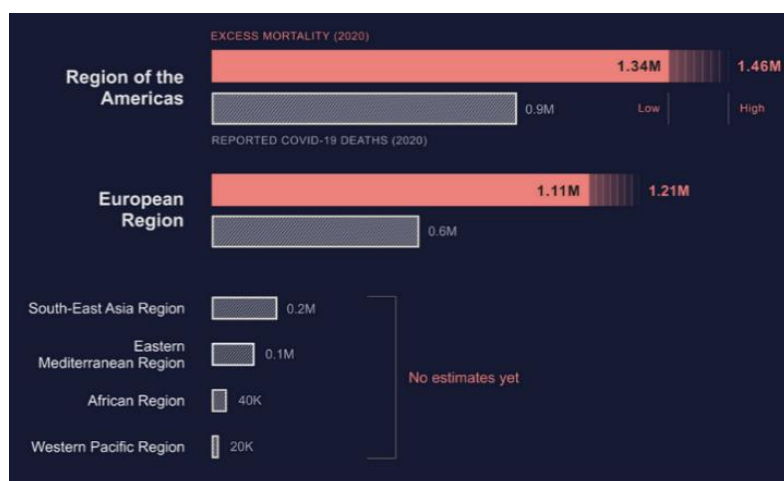 EXCESS MORTALITY (2020)
Region of the
Americas
1.34M
1.46M
0.9M
Low
High
REPORTED COVID-19 DEATHS (2020)
European
Region
1.11M
1.21M
0.6M
South-East Asia Region
0.2M
Eastern
Mediterranean Region
0.1M
No estimates yet
African Region
40K
Western Pacific Region
20K